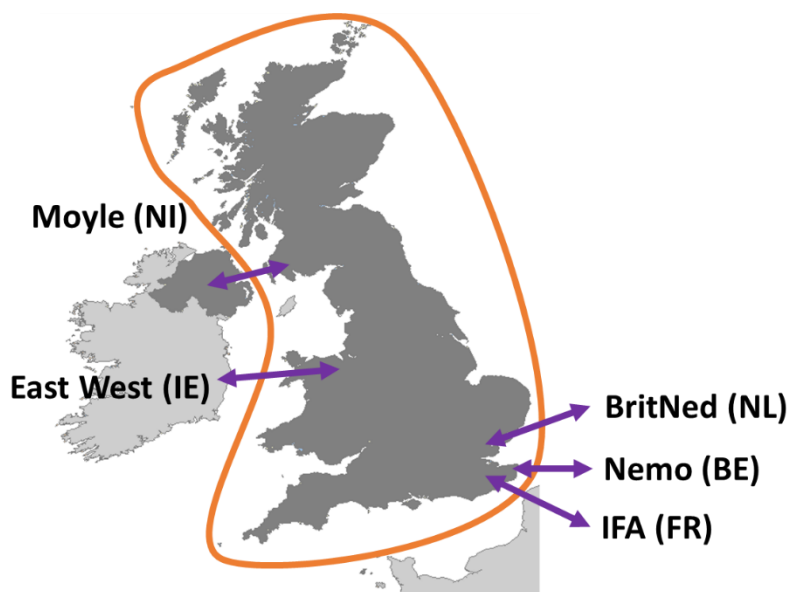 Moyle (NI)
East West (IE)
BritNed (NL)
Nemo (BE)
IFA (FR)